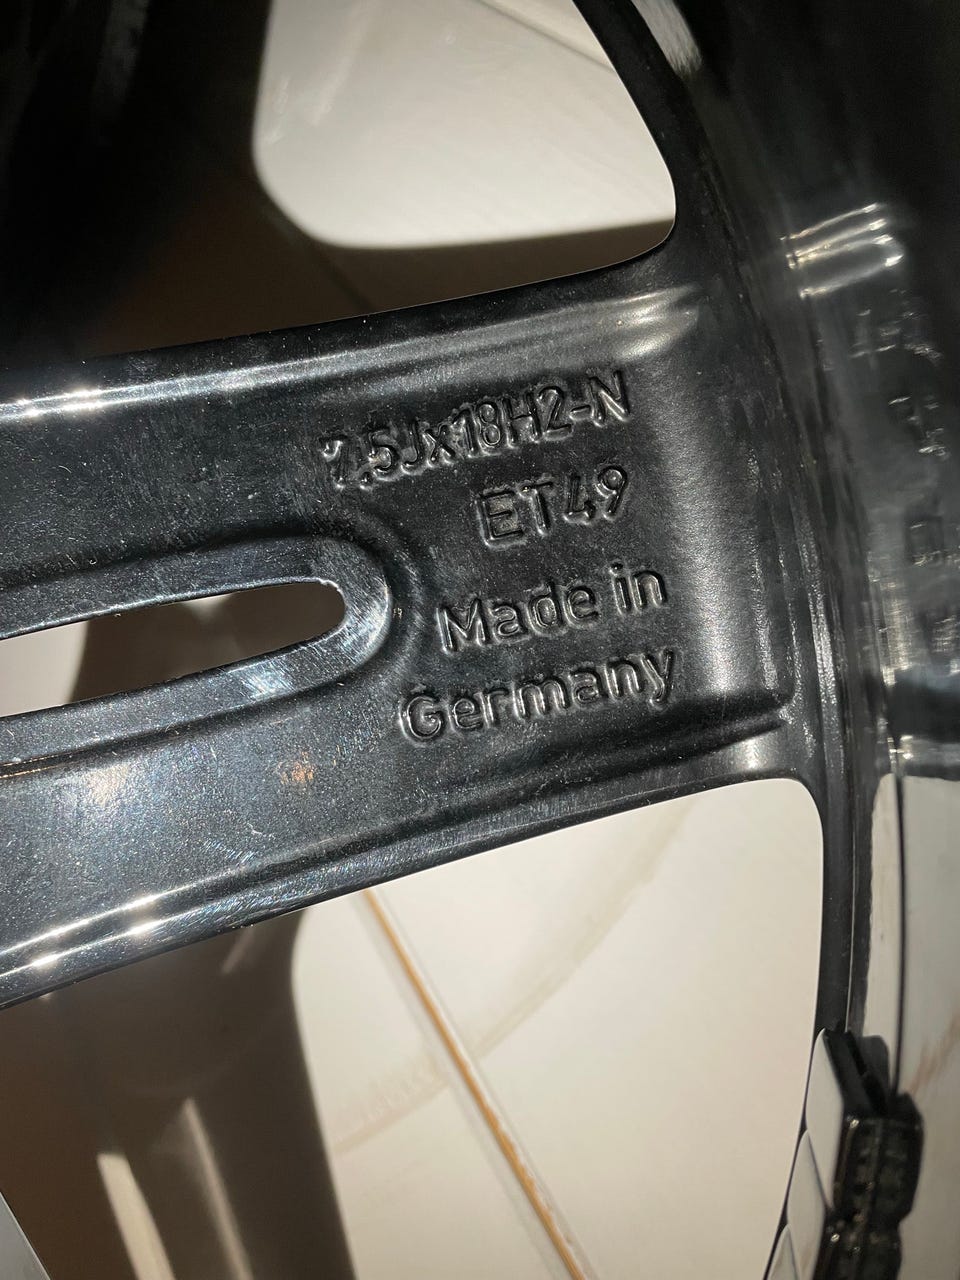 7,5Jx18H2-N
ET49
Made in
Germany